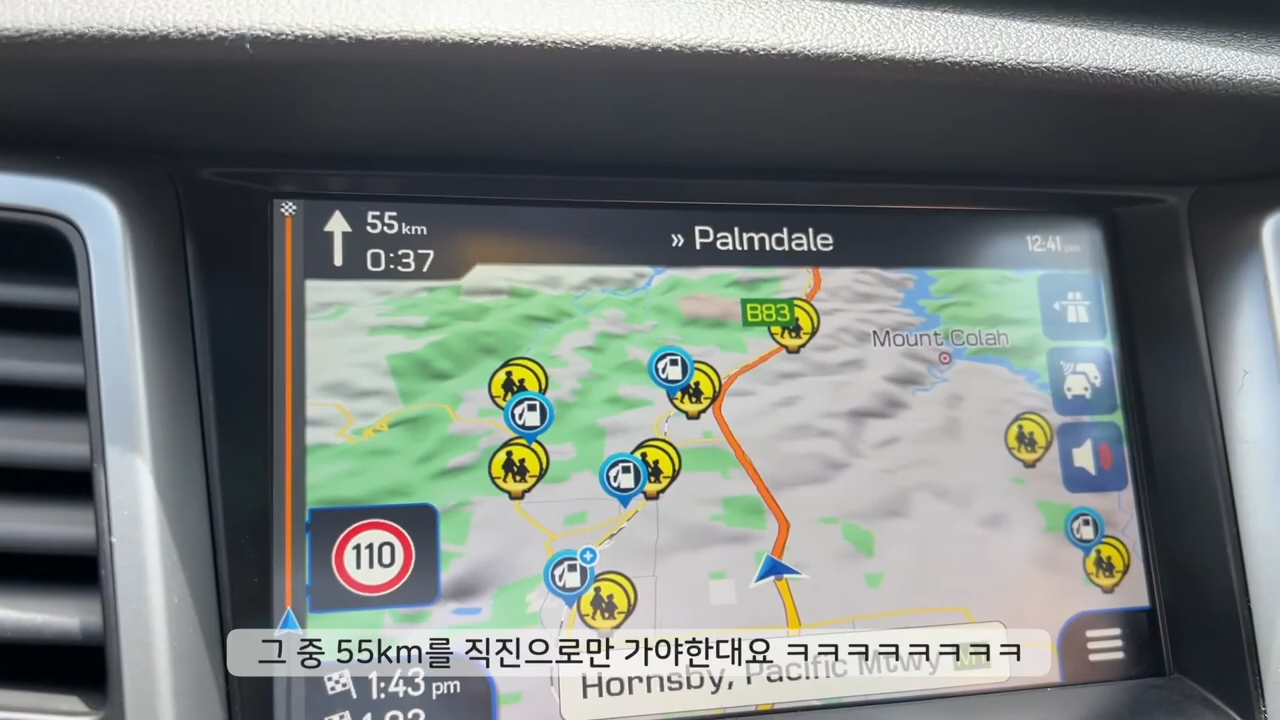 55km
0:37
» Palmdale
12:41 pm
B83
Mount Colah
110
그 중 55km를 직진으로만 가야한대요 ㅋㅋㅋㅋㅋㅋㅋㅋ
1:43 pm
Hornsby, Pacific Mtwy